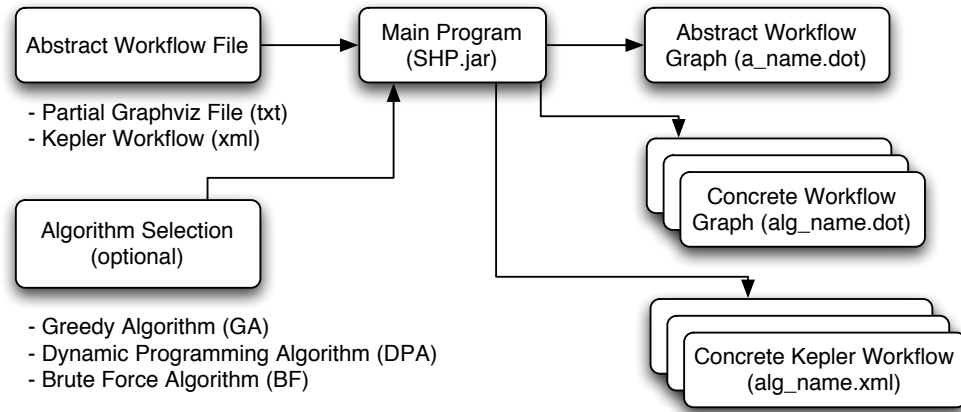 Abstract Workflow File
Main Program
(SHP.jar)
Abstract Workflow
Graph (a_name.dot)
- Partial Graphviz File (txt)
- Kepler Workflow (xml)
Concrete Workflow
Graph (alg_name.dot)
Algorithm Selection
(optional)
- Greedy Algorithm (GA)
- Dynamic Programming Algorithm (DPA)
- Brute Force Algorithm (BF)
Concrete Kepler Workflow
(alg_name.xml)